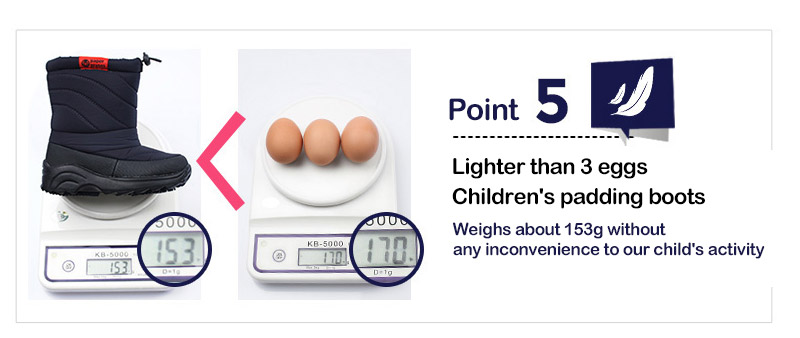 Point 5
Lighter than 3 eggs
Children's padding boots
Weighs about 153g without
any inconvenience to our child's activity
5000
153
KB-5000
153
D=1g
5000
170
KB-5000
170
D=1g